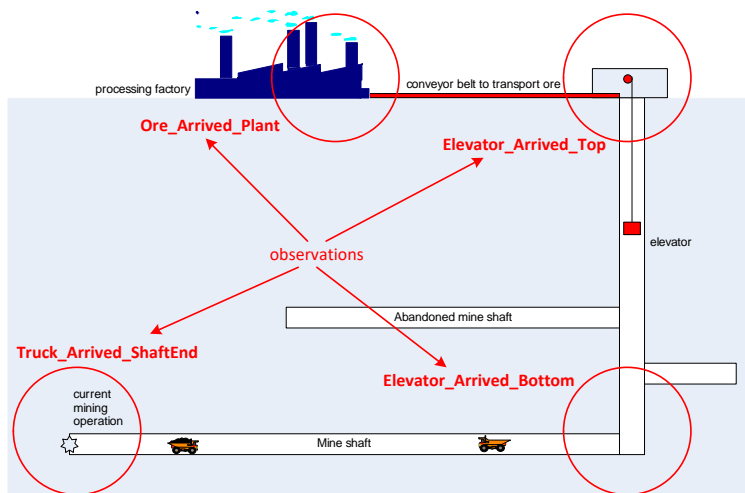 processing factory
conveyor belt to transport ore
Ore_Arrived_Plant
Elevator_Arrived_Top
observations
elevator
Abandoned mine shaft
Truck_Arrived_ShaftEnd
Elevator_Arrived_Bottom
current
mining
operation
Mine shaft